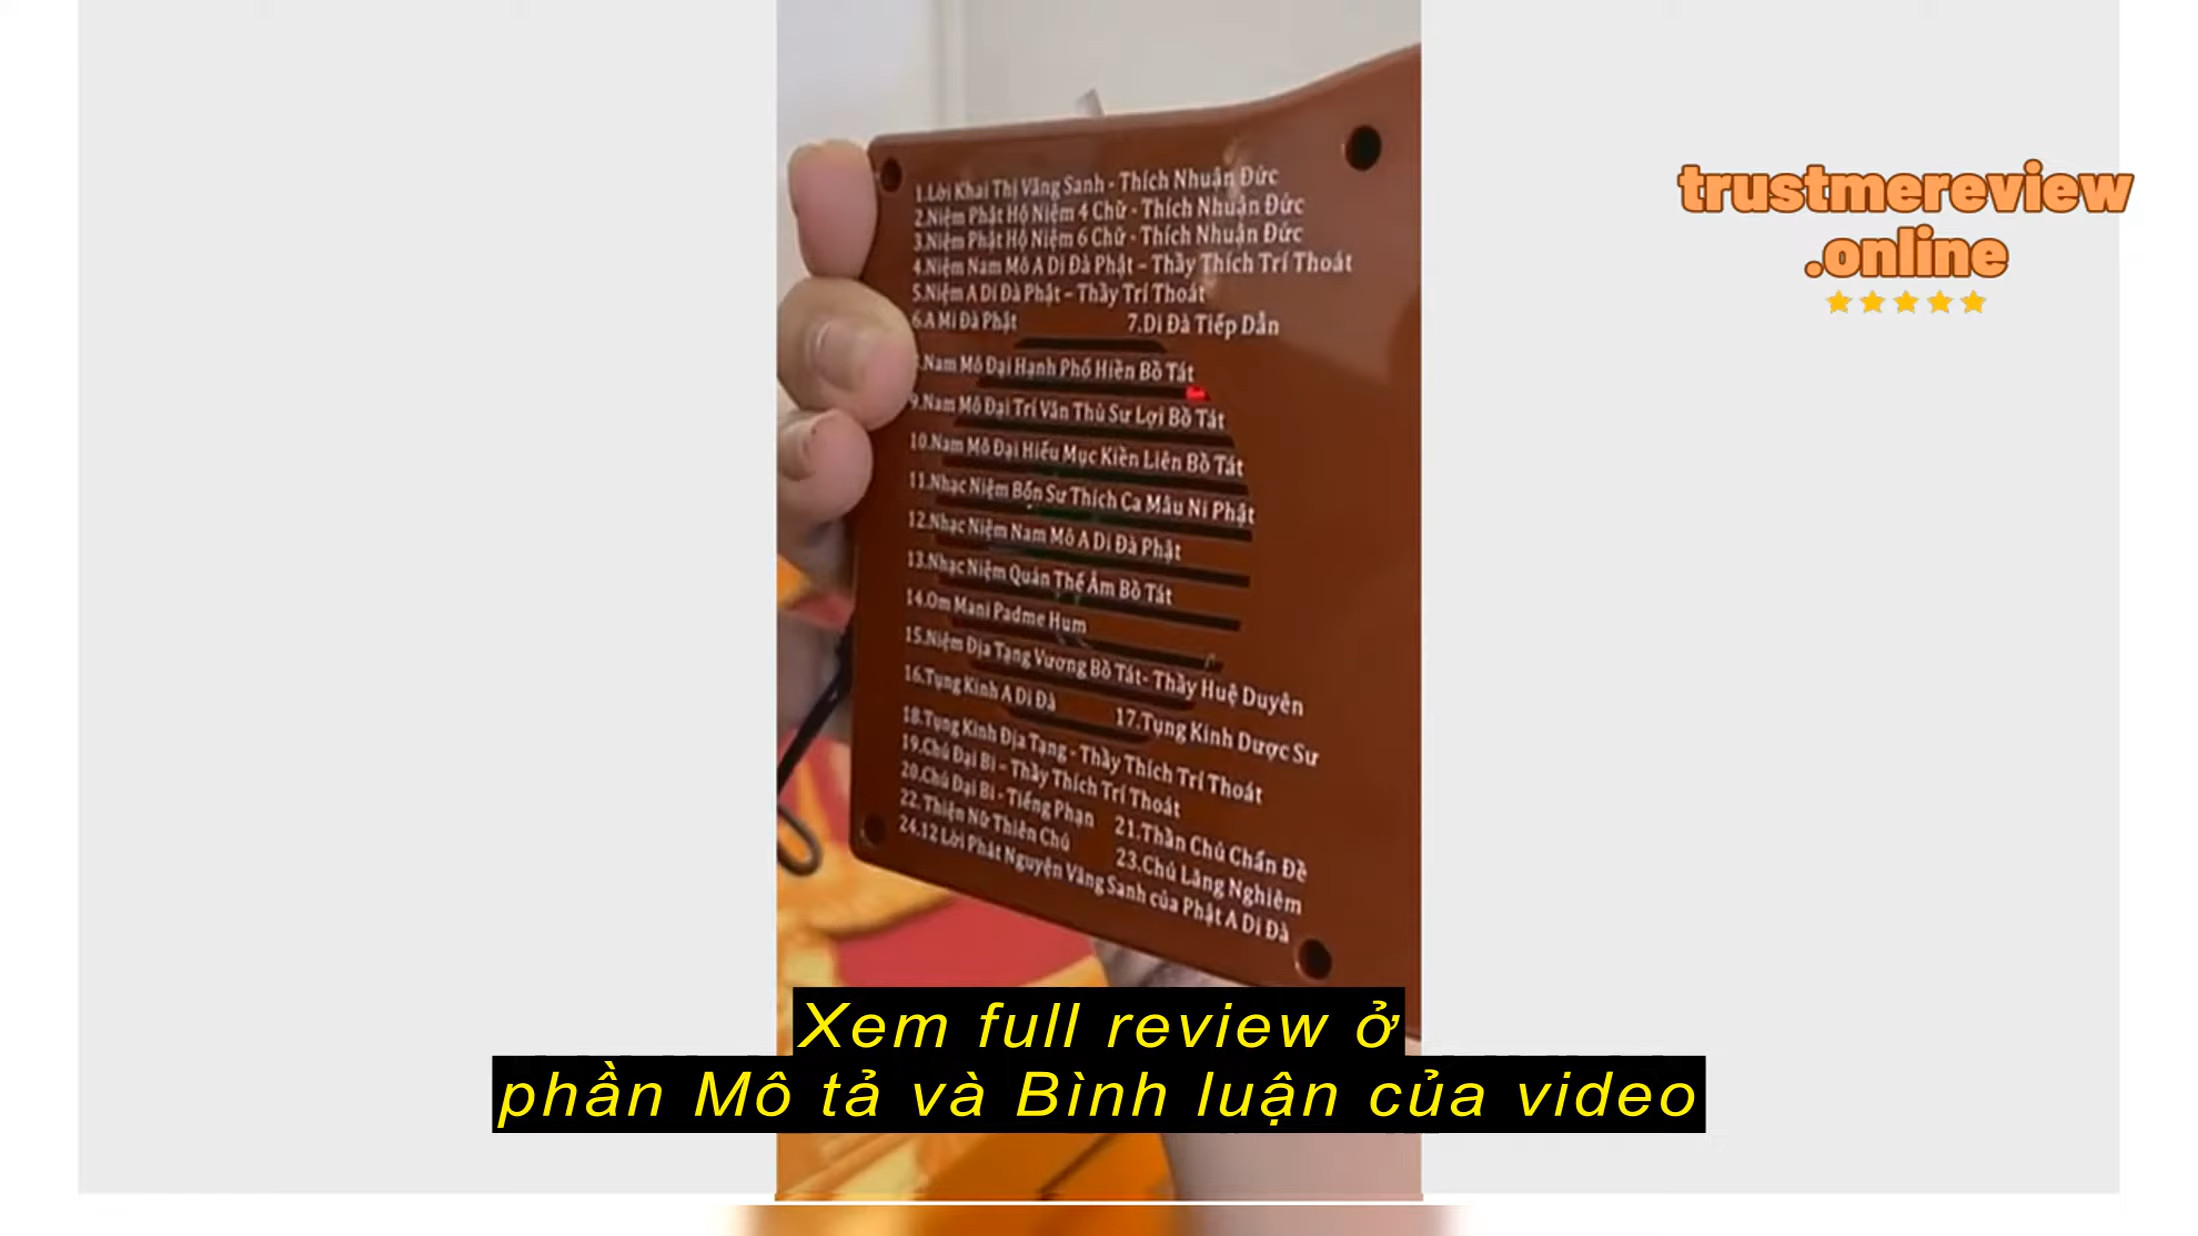 1.Lời Khai Thị Vãng Sanh - Thích Nhuận Đức
2.Niệm Phật Hộ Niệm 4 Chữ - Thích Nhuận Đức
3.Niệm Phật Hộ Niệm 6 Chữ - Thích Nhuận Đức
4.Niệm Nam Mô A Di Đà Phật – Thầy Thích Trí Thoát
5.Niệm A Di Đà Phật – Thầy Trí Thoát
6.A Mi Đà Phật 7.Di Đà Tiếp Dẫn
.Nam Mô Đại Hạnh Phổ Hiền Bồ Tát
9.Nam Mô Đại Trí Văn Thù Sư Lợi Bồ Tát
10.Nam Mô Đại Hiếu Mục Kiền Liên Bồ Tát
11.Nhạc Niệm Bổn Sư Thích Ca Mâu Ni Phật
12.Nhạc Niệm Nam Mô A Di Đà Phật
13.Nhạc Niệm Quán Thế Âm Bồ Tát
14.Om Mani Padme Hum
15.Niệm Địa Tạng Vương Bồ Tát- Thầy Huệ Duyên
16.Tụng Kinh A Di Đà 17.Tụng Kinh Dược Sư
18.Tụng Kinh Địa Tạng - Thầy Thích Trí Thoát
19.Chú Đại Bi – Thầy Thích Trí Thoát
20.Chú Đại Bi - Tiếng Phạn 21.Thần Chú Chẩn Đề
22.Thiện Nữ Thiên Chú 23.Chú Lăng Nghiêm
24.12 Lời Phát Nguyện Vãng Sanh của Phật A Di Đà
trustmereview
.online
Xem full review ở
phần Mô tả và Bình luận của video